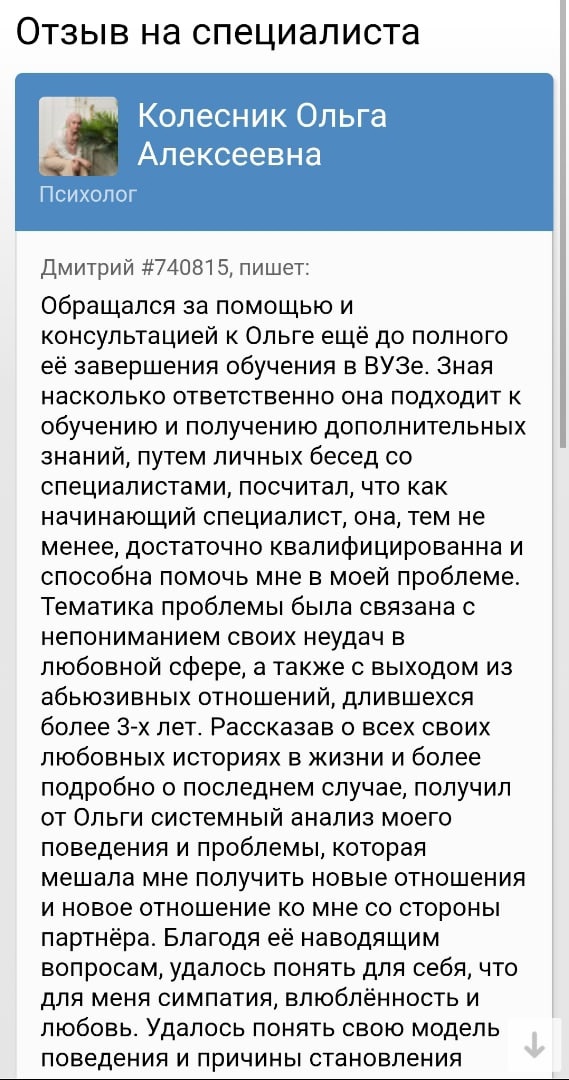 Отзыв на специалиста
Колесник Ольга
Алексеевна
Психолог
Дмитрий #740815, пишет:
Обращался за помощью и
консультацией к Ольге ещё до полного
её завершения обучения в ВУЗе. Зная
насколько ответственно она подходит к
обучению и получению дополнительных
знаний, путем личных бесед со
специалистами, посчитал, что как
начинающий специалист, она, тем не
менее, достаточно квалифицированна и
способна помочь мне в моей проблеме.
Тематика проблемы была связана с
непониманием своих неудач в
любовной сфере, а также с выходом из
абьюзивных отношений, длившехся
более 3-х лет. Рассказав о всех своих
любовных историях в жизни и более
подробно о последнем случае, получил
от Ольги системный анализ моего
поведения и проблемы, которая
мешала мне получить новые отношения
и новое отношение ко мне со стороны
партнёра. Благодя её наводящим
вопросам, удалось понять для себя, что
для меня симпатия, влюблённость и
любовь. Удалось понять свою модель
поведения и причины становления